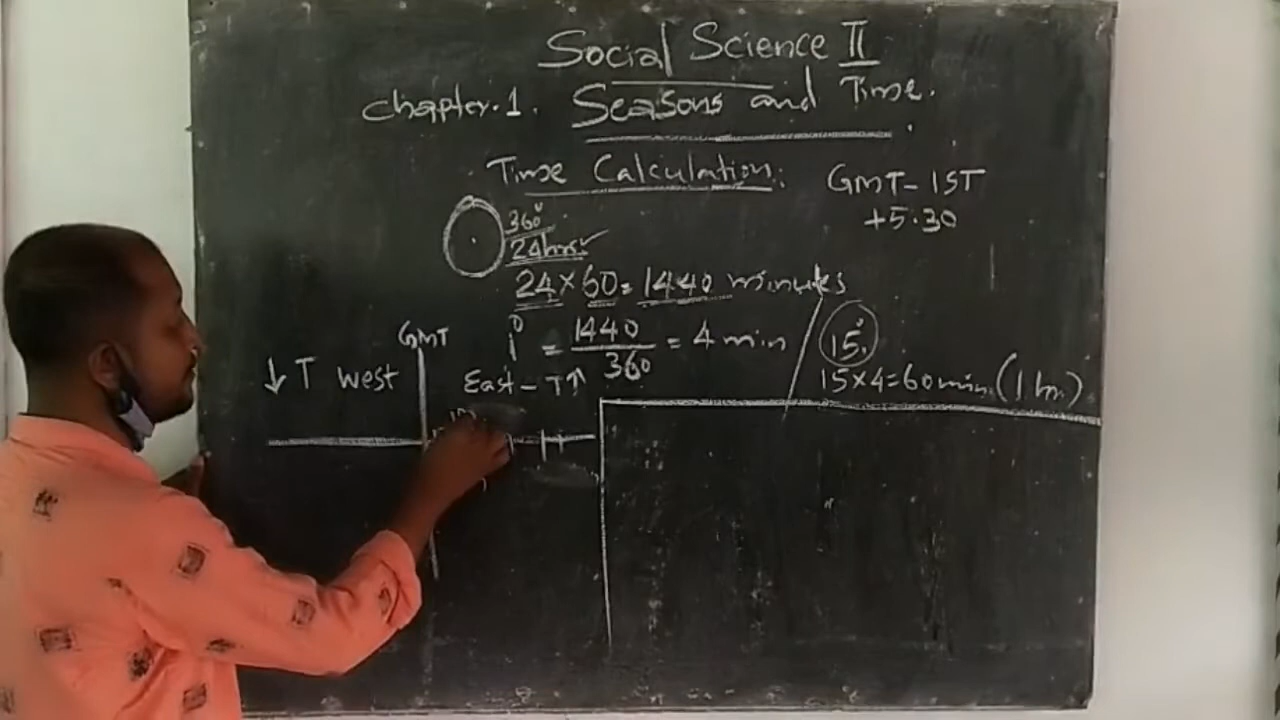 Social Science II
Chapter.1. Seasons and Time.
Time Calculation:
GMT-IST
+5.30
360°
24hrs.
24×60=1440 minutes
1° = 1440/360 = 4 min
15°
15×4=60min.(1 hr)
GMT
↓ T west
East-T↑